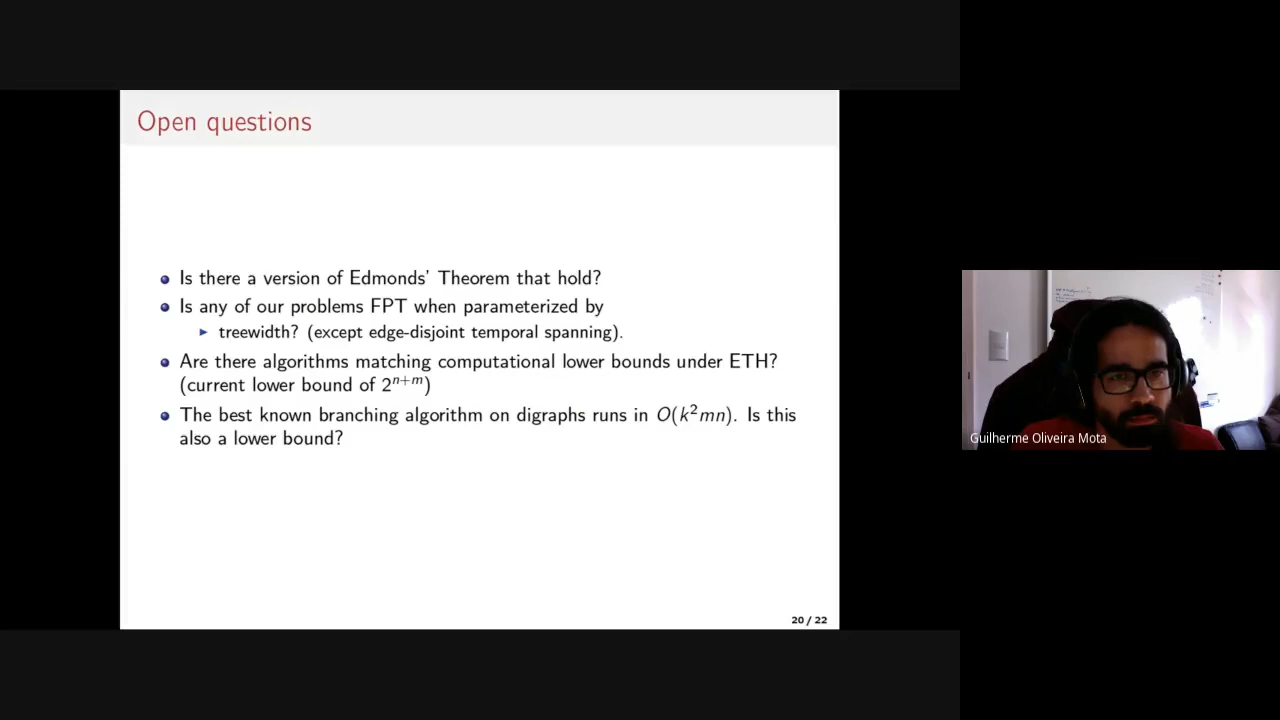 Open questions
Is there a version of Edmonds' Theorem that hold?
Is any of our problems FPT when parameterized by
treewidth? (except edge-disjoint temporal spanning).
Are there algorithms matching computational lower bounds under ETH?
(current lower bound of 2^{n+m})
The best known branching algorithm on digraphs runs in O(k^2mn). Is this
also a lower bound?
20 / 22
Guilherme Oliveira Mota